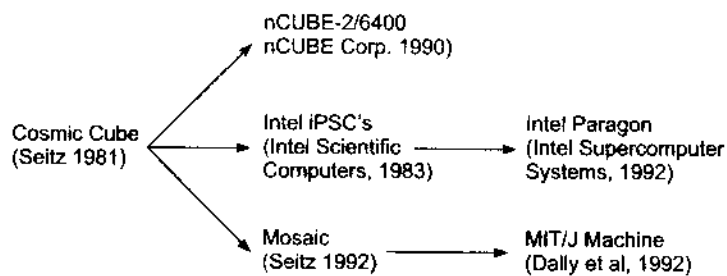 nCUBE-2/6400
nCUBE Corp. 1990)
Cosmic Cube
(Seitz 1981)
Intel iPSC's
(Intel Scientific
Computers, 1983)
Intel Paragon
(Intel Supercomputer
Systems, 1992)
Mosaic
(Seitz 1992)
MIT/J Machine
(Dally et al, 1992)